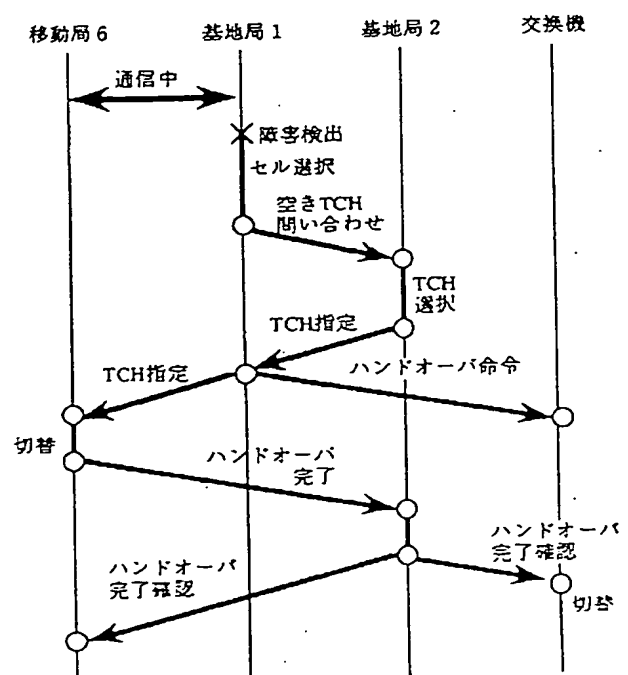 移動局6
基地局1
基地局2
交換機
通信中
障害検出
セル選択
空きTCH
問い合わせ
TCH
選択
TCH指定
ハンドオーバ命令
TCH指定
切替
ハンドオーバ
完了
ハンドオーバ
完了確認
ハンドオーバ
完了確認
切替